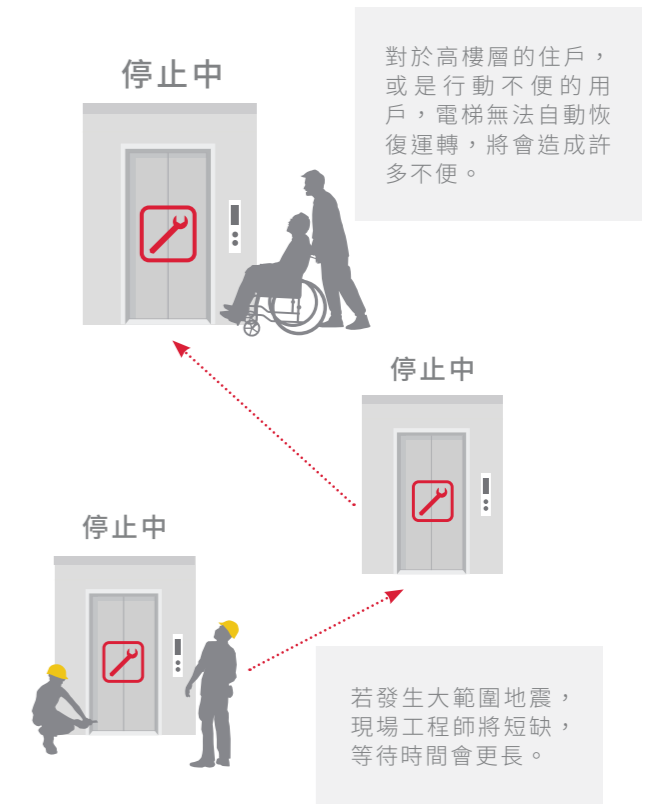 停止中
對於高樓層的住戶，
或是行動不便的用
戶，電梯無法自動恢
復運轉，將會造成許
多不便。
停止中
停止中
若發生大範圍地震，
現場工程師將短缺，
等待時間會更長。